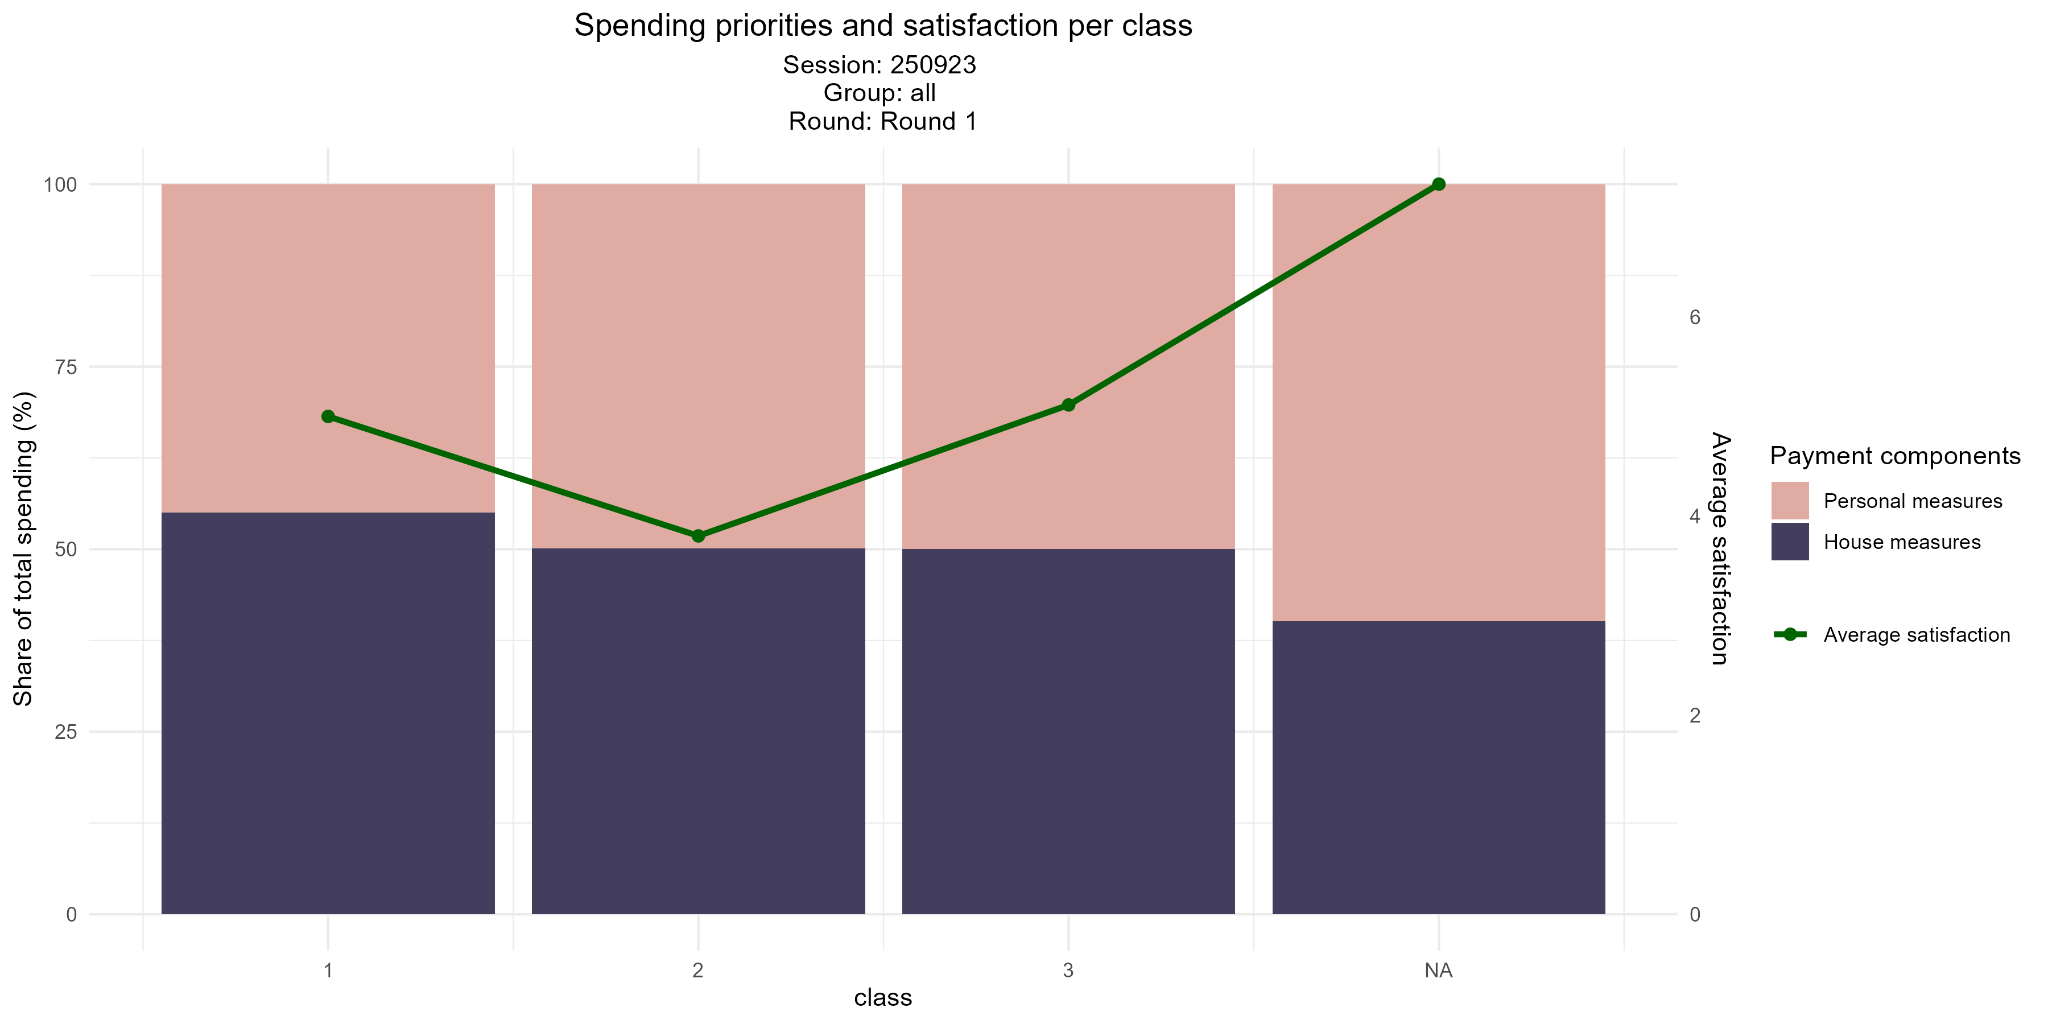 Spending priorities and satisfaction per class
Session: 250923
Group: all
Round: Round 1
Share of total spending (%)
100
75
50
25
0
6
4
2
0
Average satisfaction
1
2
3
NA
class
Payment components
Personal measures
House measures
Average satisfaction